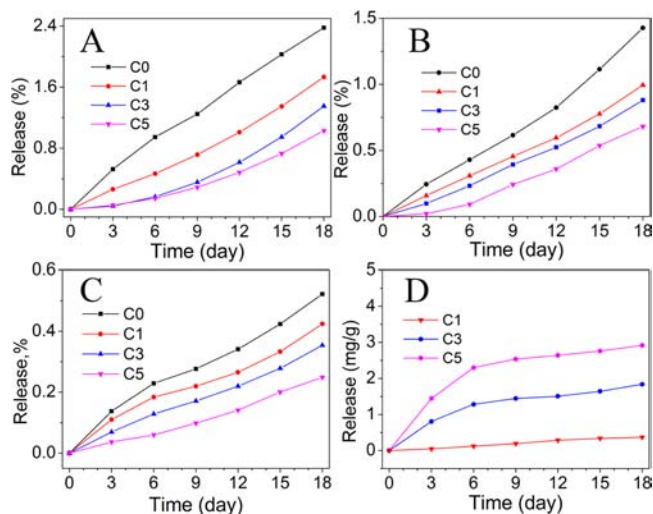 A
2.4
1.6
0.8
0.0
Release (%)
C0
C1
C3
C5
0 3 6 9 12 15 18
Time (day)
B
1.5
1.0
0.5
0.0
Release (%)
C0
C1
C3
C5
0 3 6 9 12 15 18
Time (day)
C
0.6
0.4
0.2
0.0
Release,%
C0
C1
C3
C5
0 3 6 9 12 15 18
Time (day)
D
5
4
3
2
1
0
Release (mg/g)
C1
C3
C5
0 3 6 9 12 15 18
Time (day)